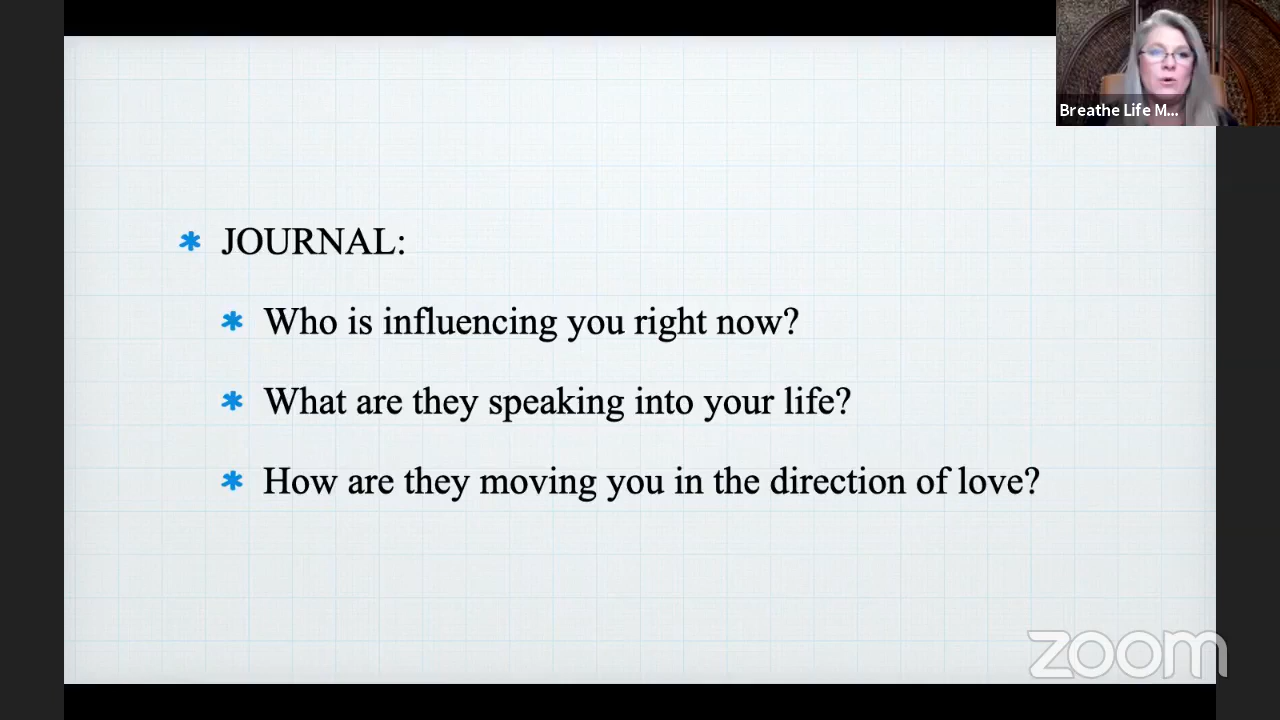 Breathe Life M...
* JOURNAL:
* Who is influencing you right now?
* What are they speaking into your life?
* How are they moving you in the direction of love?
zoom